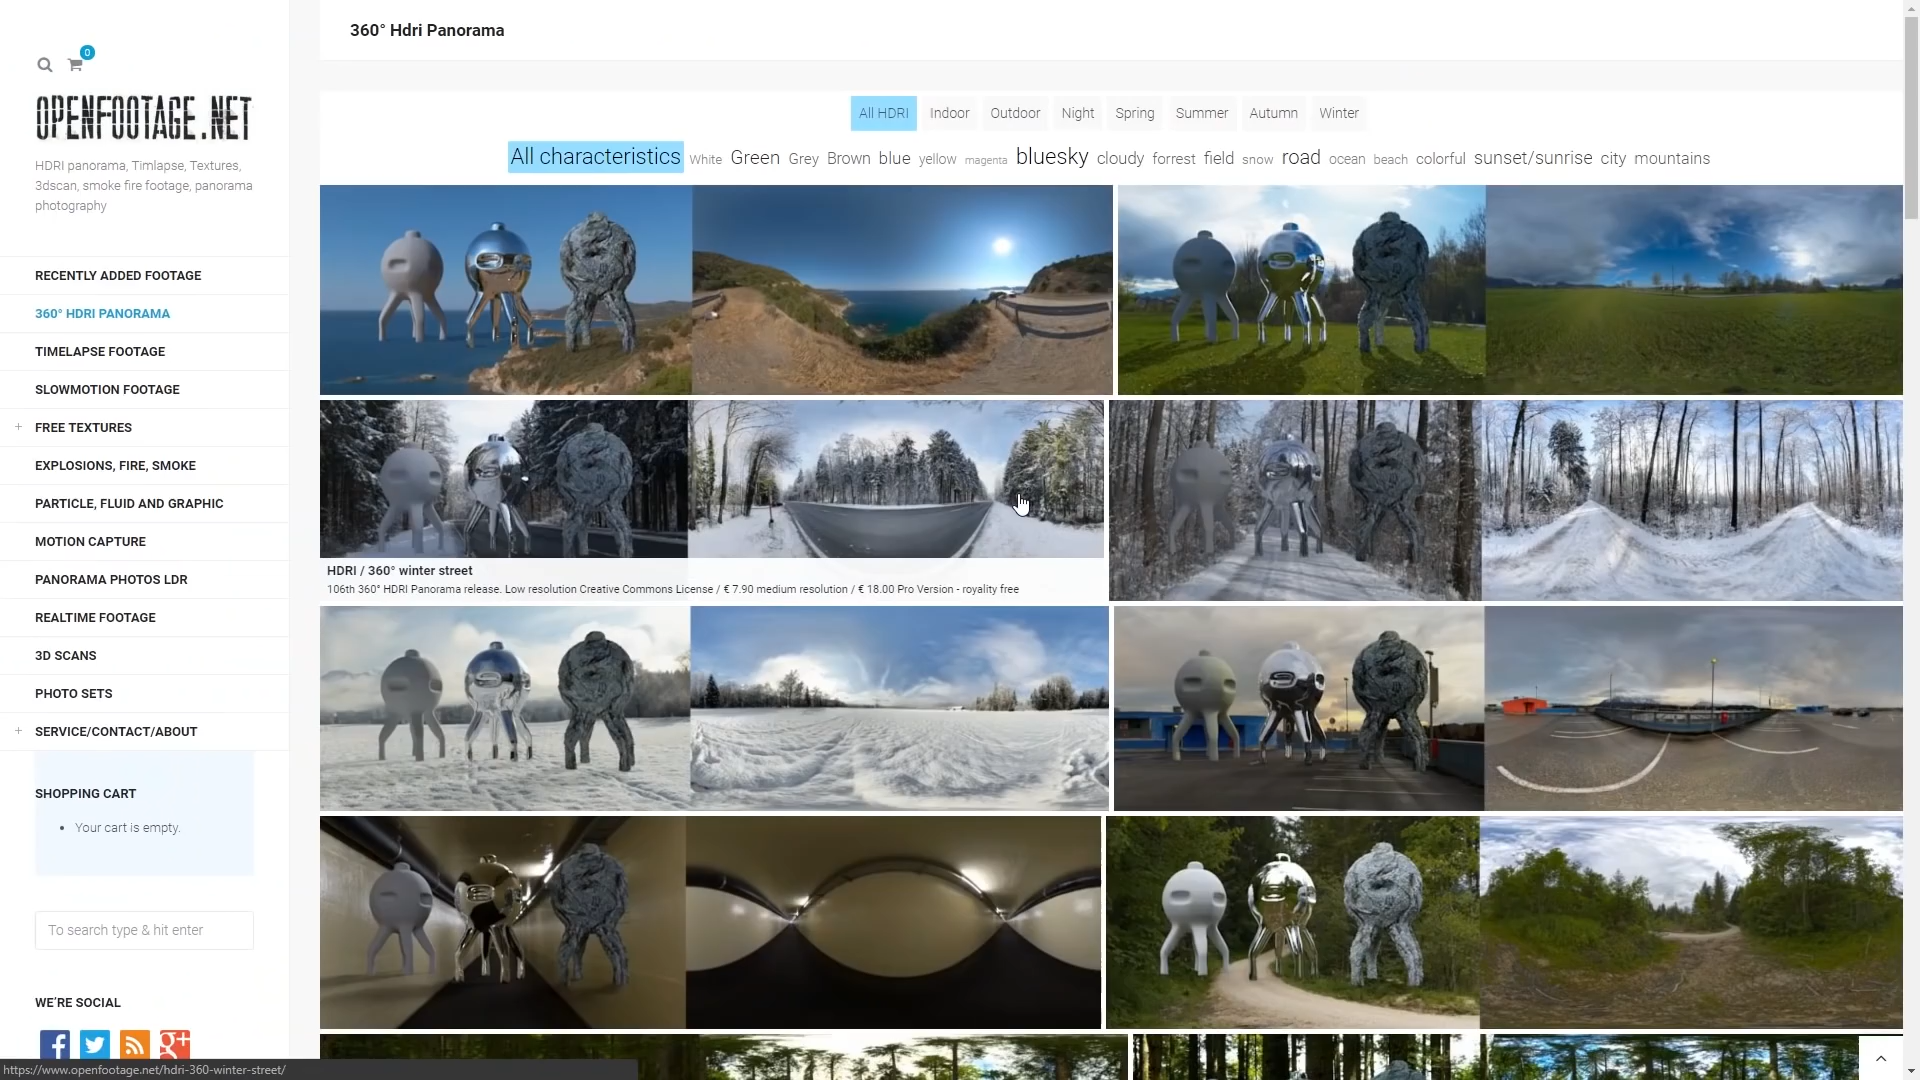 360° Hdri Panorama
0
OPENFOOTAGE.NET
HDRI panorama, Timlapse, Textures,
3dscan, smoke fire footage, panorama
photography
All HDRI Indoor Outdoor Night Spring Summer Autumn Winter
All characteristics White Green Grey Brown blue yellow magenta bluesky cloudy forrest field snow road ocean beach colorful sunset/sunrise city mountains
RECENTLY ADDED FOOTAGE
360° HDRI PANORAMA
TIMELAPSE FOOTAGE
SLOWMOTION FOOTAGE
+ FREE TEXTURES
EXPLOSIONS, FIRE, SMOKE
PARTICLE, FLUID AND GRAPHIC
MOTION CAPTURE
PANORAMA PHOTOS LDR
REALTIME FOOTAGE
3D SCANS
PHOTO SETS
+ SERVICE/CONTACT/ABOUT
HDRI / 360° winter street
106th 360° HDRI Panorama release. Low resolution Creative Commons License / € 7.90 medium resolution / € 18.00 Pro Version - royality free
SHOPPING CART
• Your cart is empty.
To search type & hit enter
WE'RE SOCIAL
https://www.openfootage.net/hdri-360-winter-street/